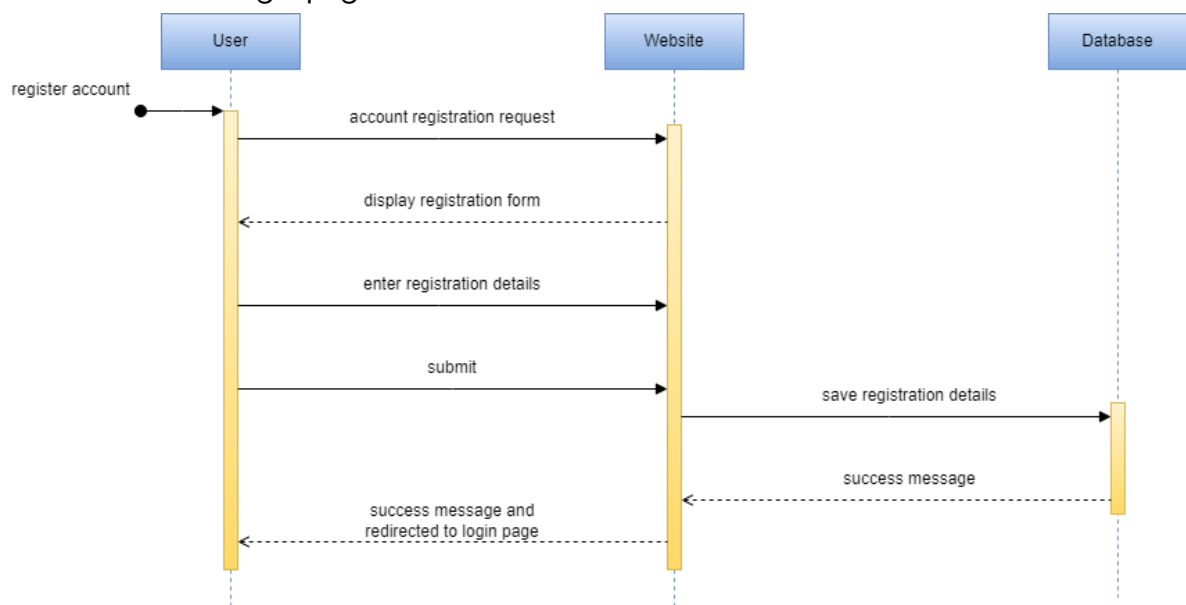 User
Website
Database
register account
account registration request
display registration form
enter registration details
submit
save registration details
success message
success message and
redirected to login page